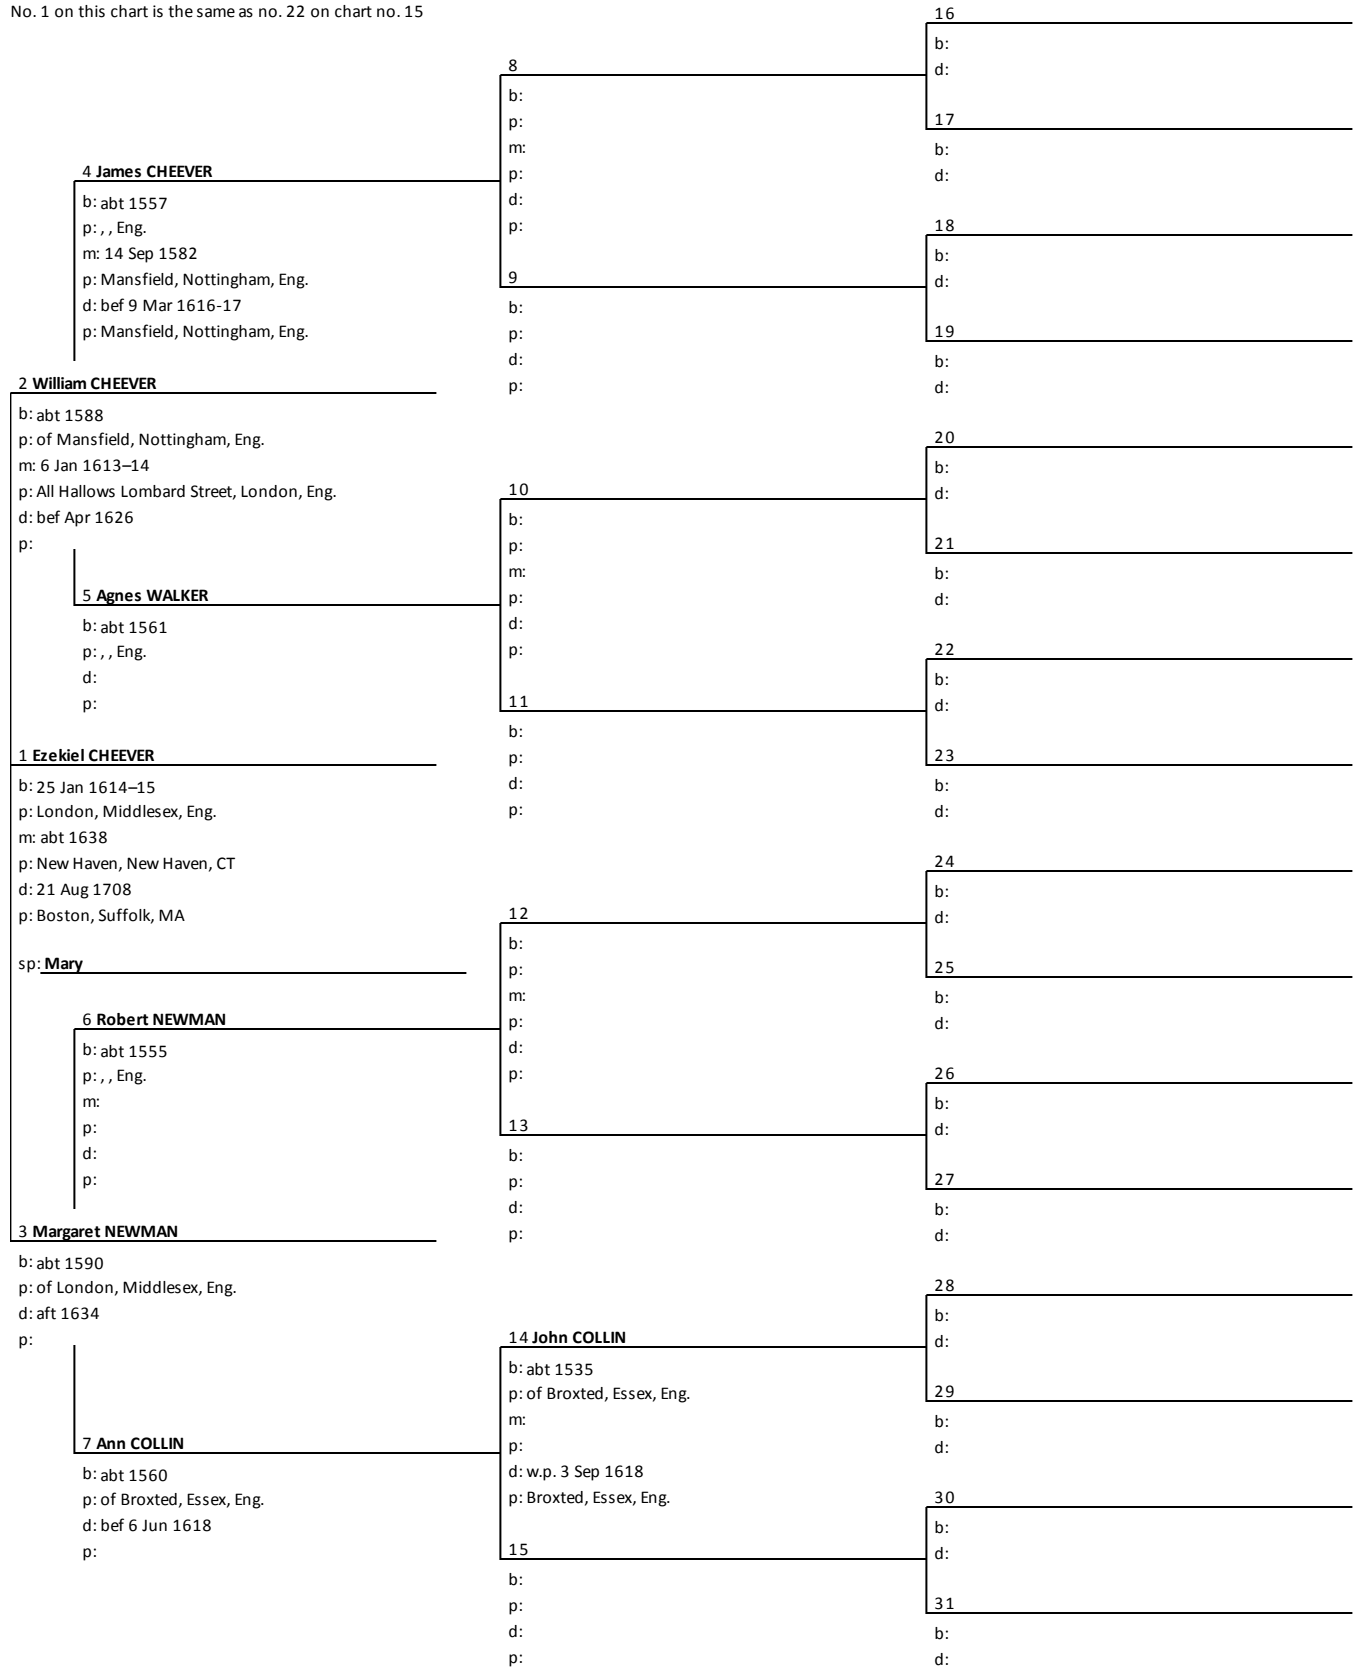 No. 1 on this chart is the same as no. 22 on chart no. 15
4 James CHEEVER
b: abt 1557
p: , , Eng.
m: 14 Sep 1582
p: Mansfield, Nottingham, Eng.
d: bef 9 Mar 1616-17
p: Mansfield, Nottingham, Eng.
2 William CHEEVER
b: abt 1588
p: of Mansfield, Nottingham, Eng.
m: 6 Jan 1613–14
p: All Hallows Lombard Street, London, Eng.
d: bef Apr 1626
p:
5 Agnes WALKER
b: abt 1561
p: , , Eng.
d:
p:
1 Ezekiel CHEEVER
b: 25 Jan 1614–15
p: London, Middlesex, Eng.
m: abt 1638
p: New Haven, New Haven, CT
d: 21 Aug 1708
p: Boston, Suffolk, MA
sp: Mary
6 Robert NEWMAN
b: abt 1555
p: , , Eng.
m:
p:
d:
p:
3 Margaret NEWMAN
b: abt 1590
p: of London, Middlesex, Eng.
d: aft 1634
p:
7 Ann COLLIN
b: abt 1560
p: of Broxted, Essex, Eng.
d: bef 6 Jun 1618
p:
8
b:
p:
m:
p:
d:
p:
9
b:
p:
d:
p:
10
b:
p:
m:
p:
d:
p:
11
b:
p:
d:
p:
12
b:
p:
m:
p:
d:
p:
13
b:
p:
d:
p:
14 John COLLIN
b: abt 1535
p: of Broxted, Essex, Eng.
m:
p:
d: w.p. 3 Sep 1618
p: Broxted, Essex, Eng.
15
b:
p:
d:
p:
16
b:
d:
17
b:
d:
18
b:
d:
19
b:
d:
20
b:
d:
21
b:
d:
22
b:
d:
23
b:
d:
24
b:
d:
25
b:
d:
26
b:
d:
27
b:
d:
28
b:
d:
29
b:
d:
30
b:
d:
31
b:
d: